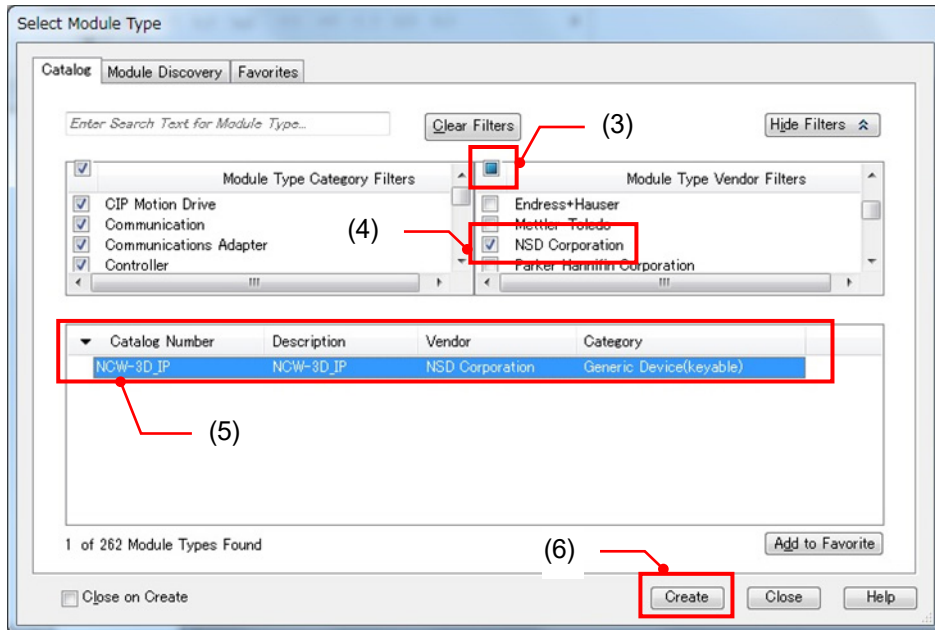 Select Module Type
Catalog Module Discovery Favorites
Enter Search Text for Module Type... Clear Filters (3) Hide Filters
Module Type Category Filters Module Type Vendor Filters
CIP Motion Drive Endress+Hauser
Communication Mettler Toledo
(4)
Communications Adapter NSD Corporation
Controller Parker Hannifin Corporation
Catalog Number Description Vendor Category
NCW-3D_IP NCW-3D_IP NSD Corporation Generic Device(keyable)
(5)
1 of 262 Module Types Found (6) Add to Favorite
Close on Create Create Close Help